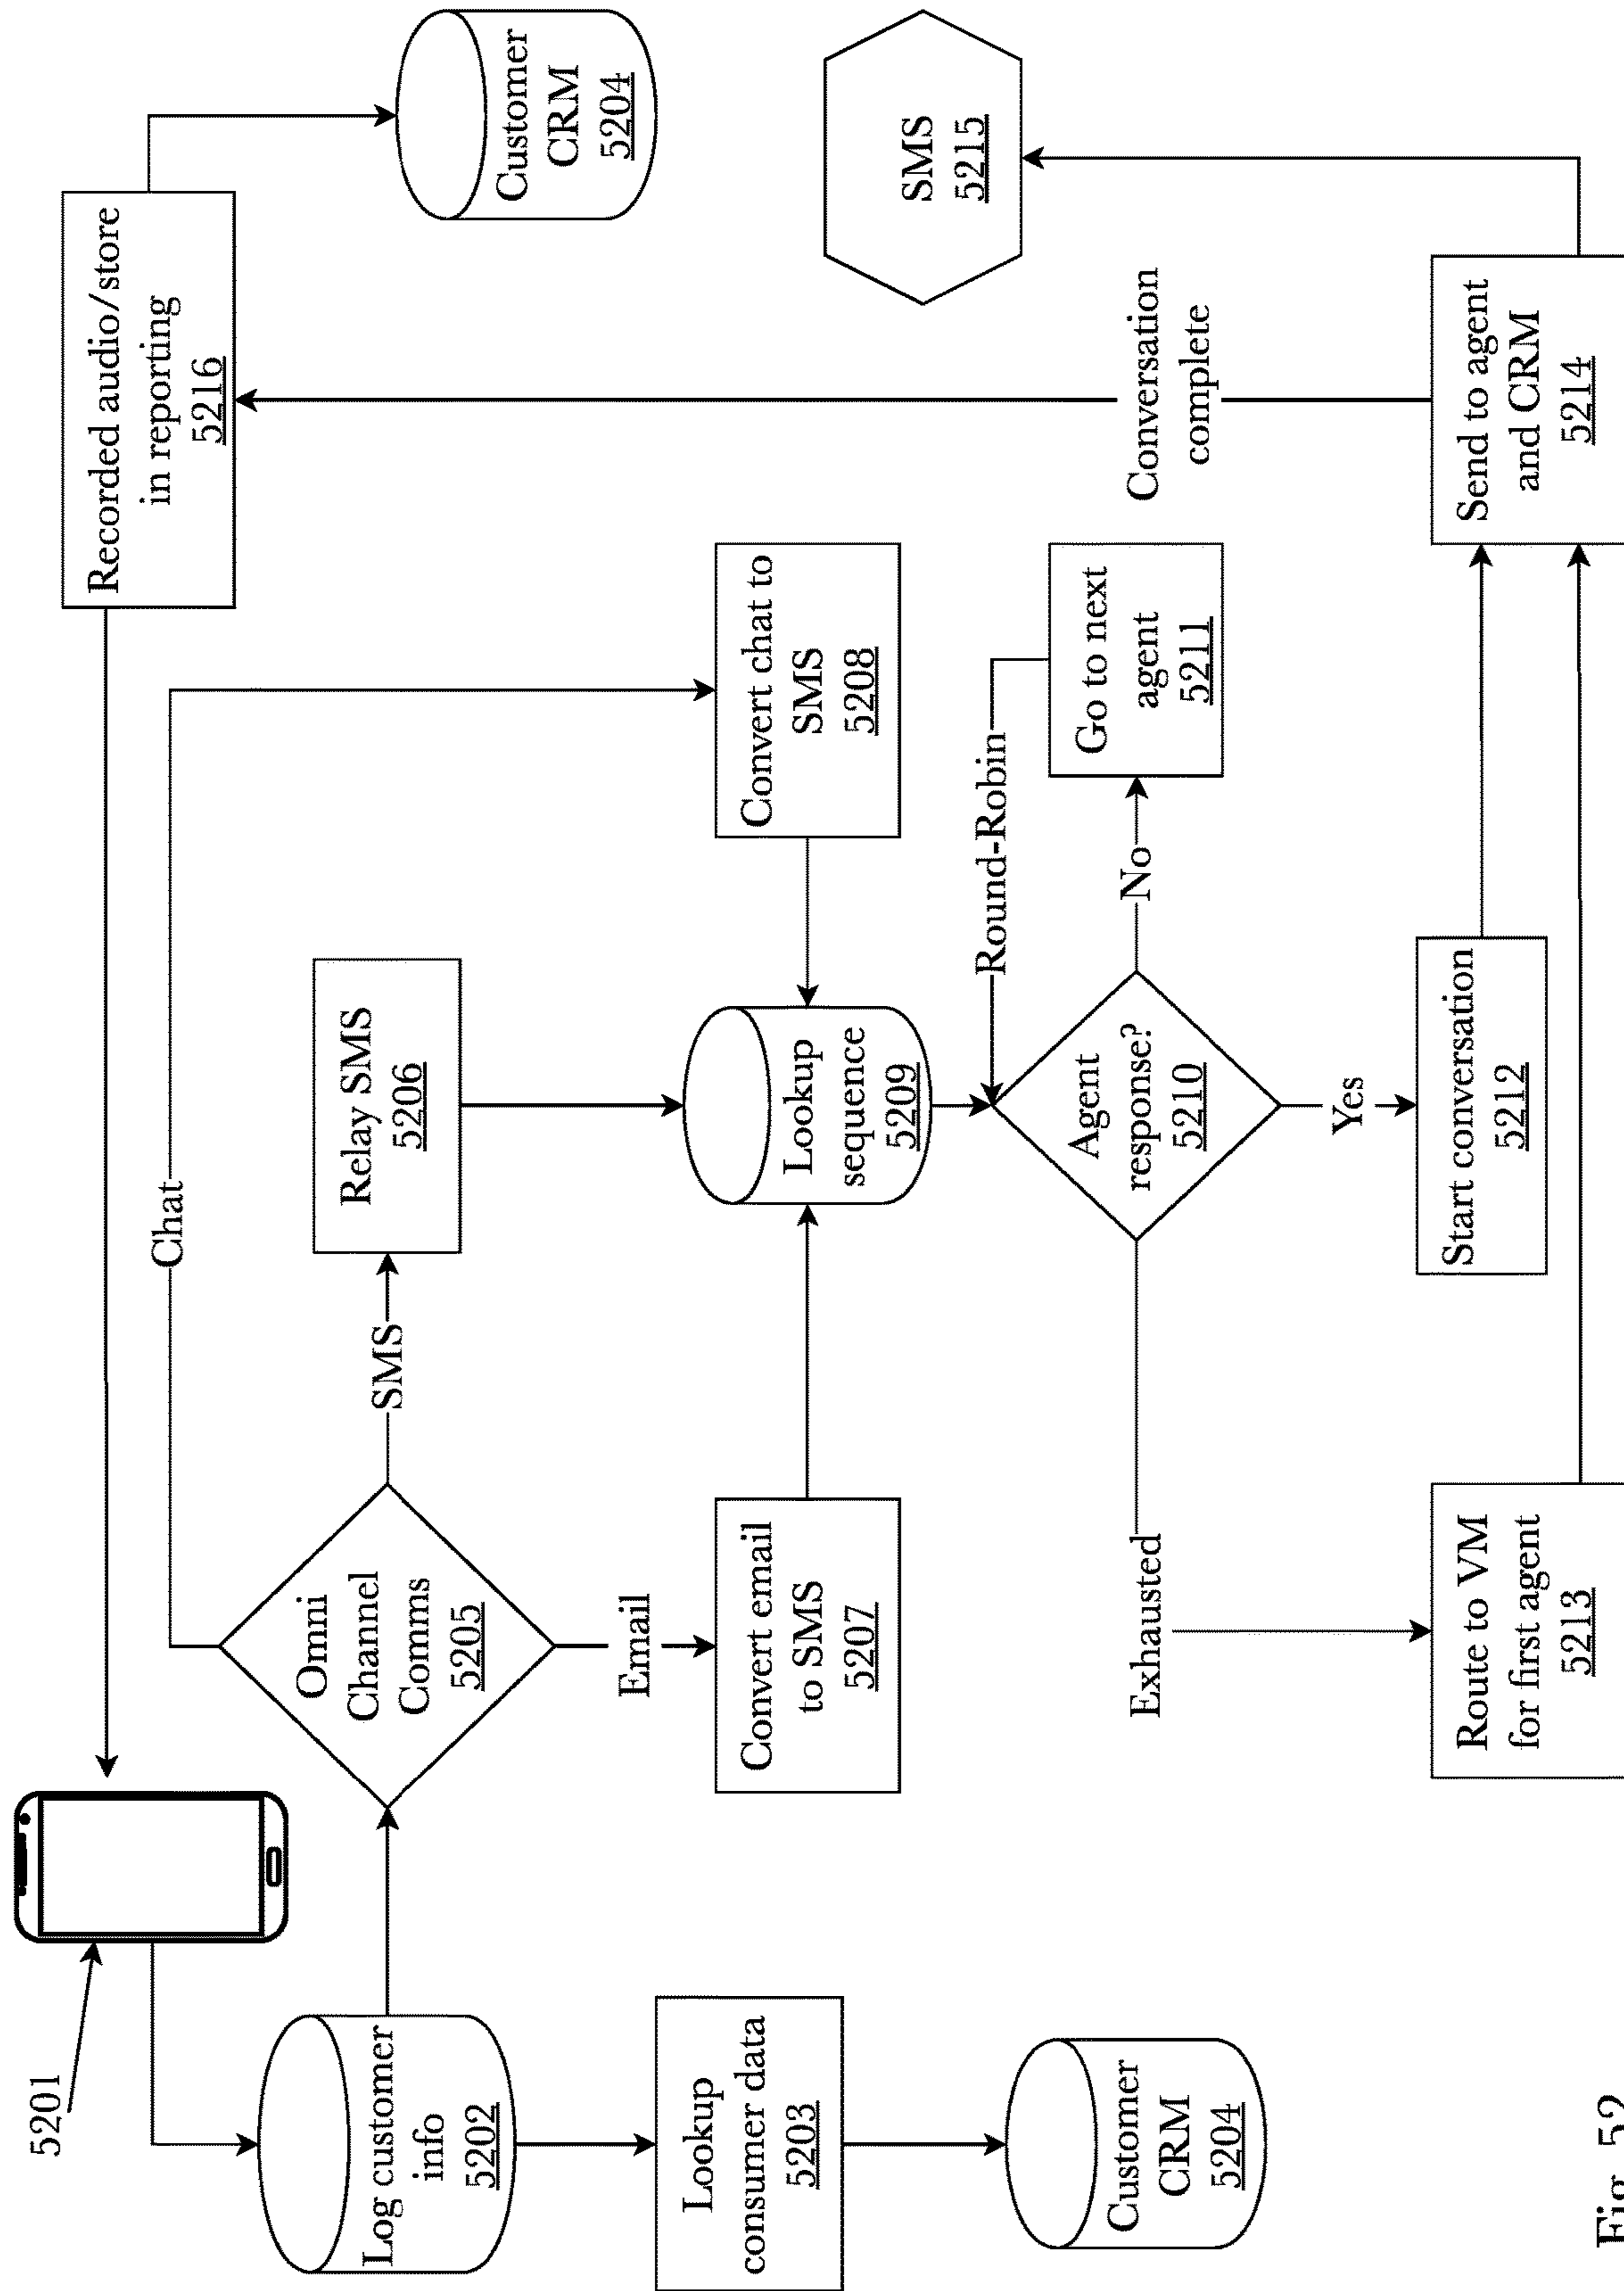 5201
Log customer
info
5202
Lookup
consumer data
5203
Customer
CRM
5204
Omni
Channel
Comms
5205
Chat
SMS
Email
Relay SMS
5206
Convert email
to SMS
5207
Convert chat to
SMS
5208
Lookup
sequence
5209
Agent
response?
5210
Round-Robin
No
Go to next
agent
5211
Yes
Start conversation
5212
Exhausted
Route to VM
for first agent
5213
Send to agent
and CRM
5214
Conversation
complete
SMS
5215
Recorded audio/store
in reporting
5216
Customer
CRM
5204
Fig. 52